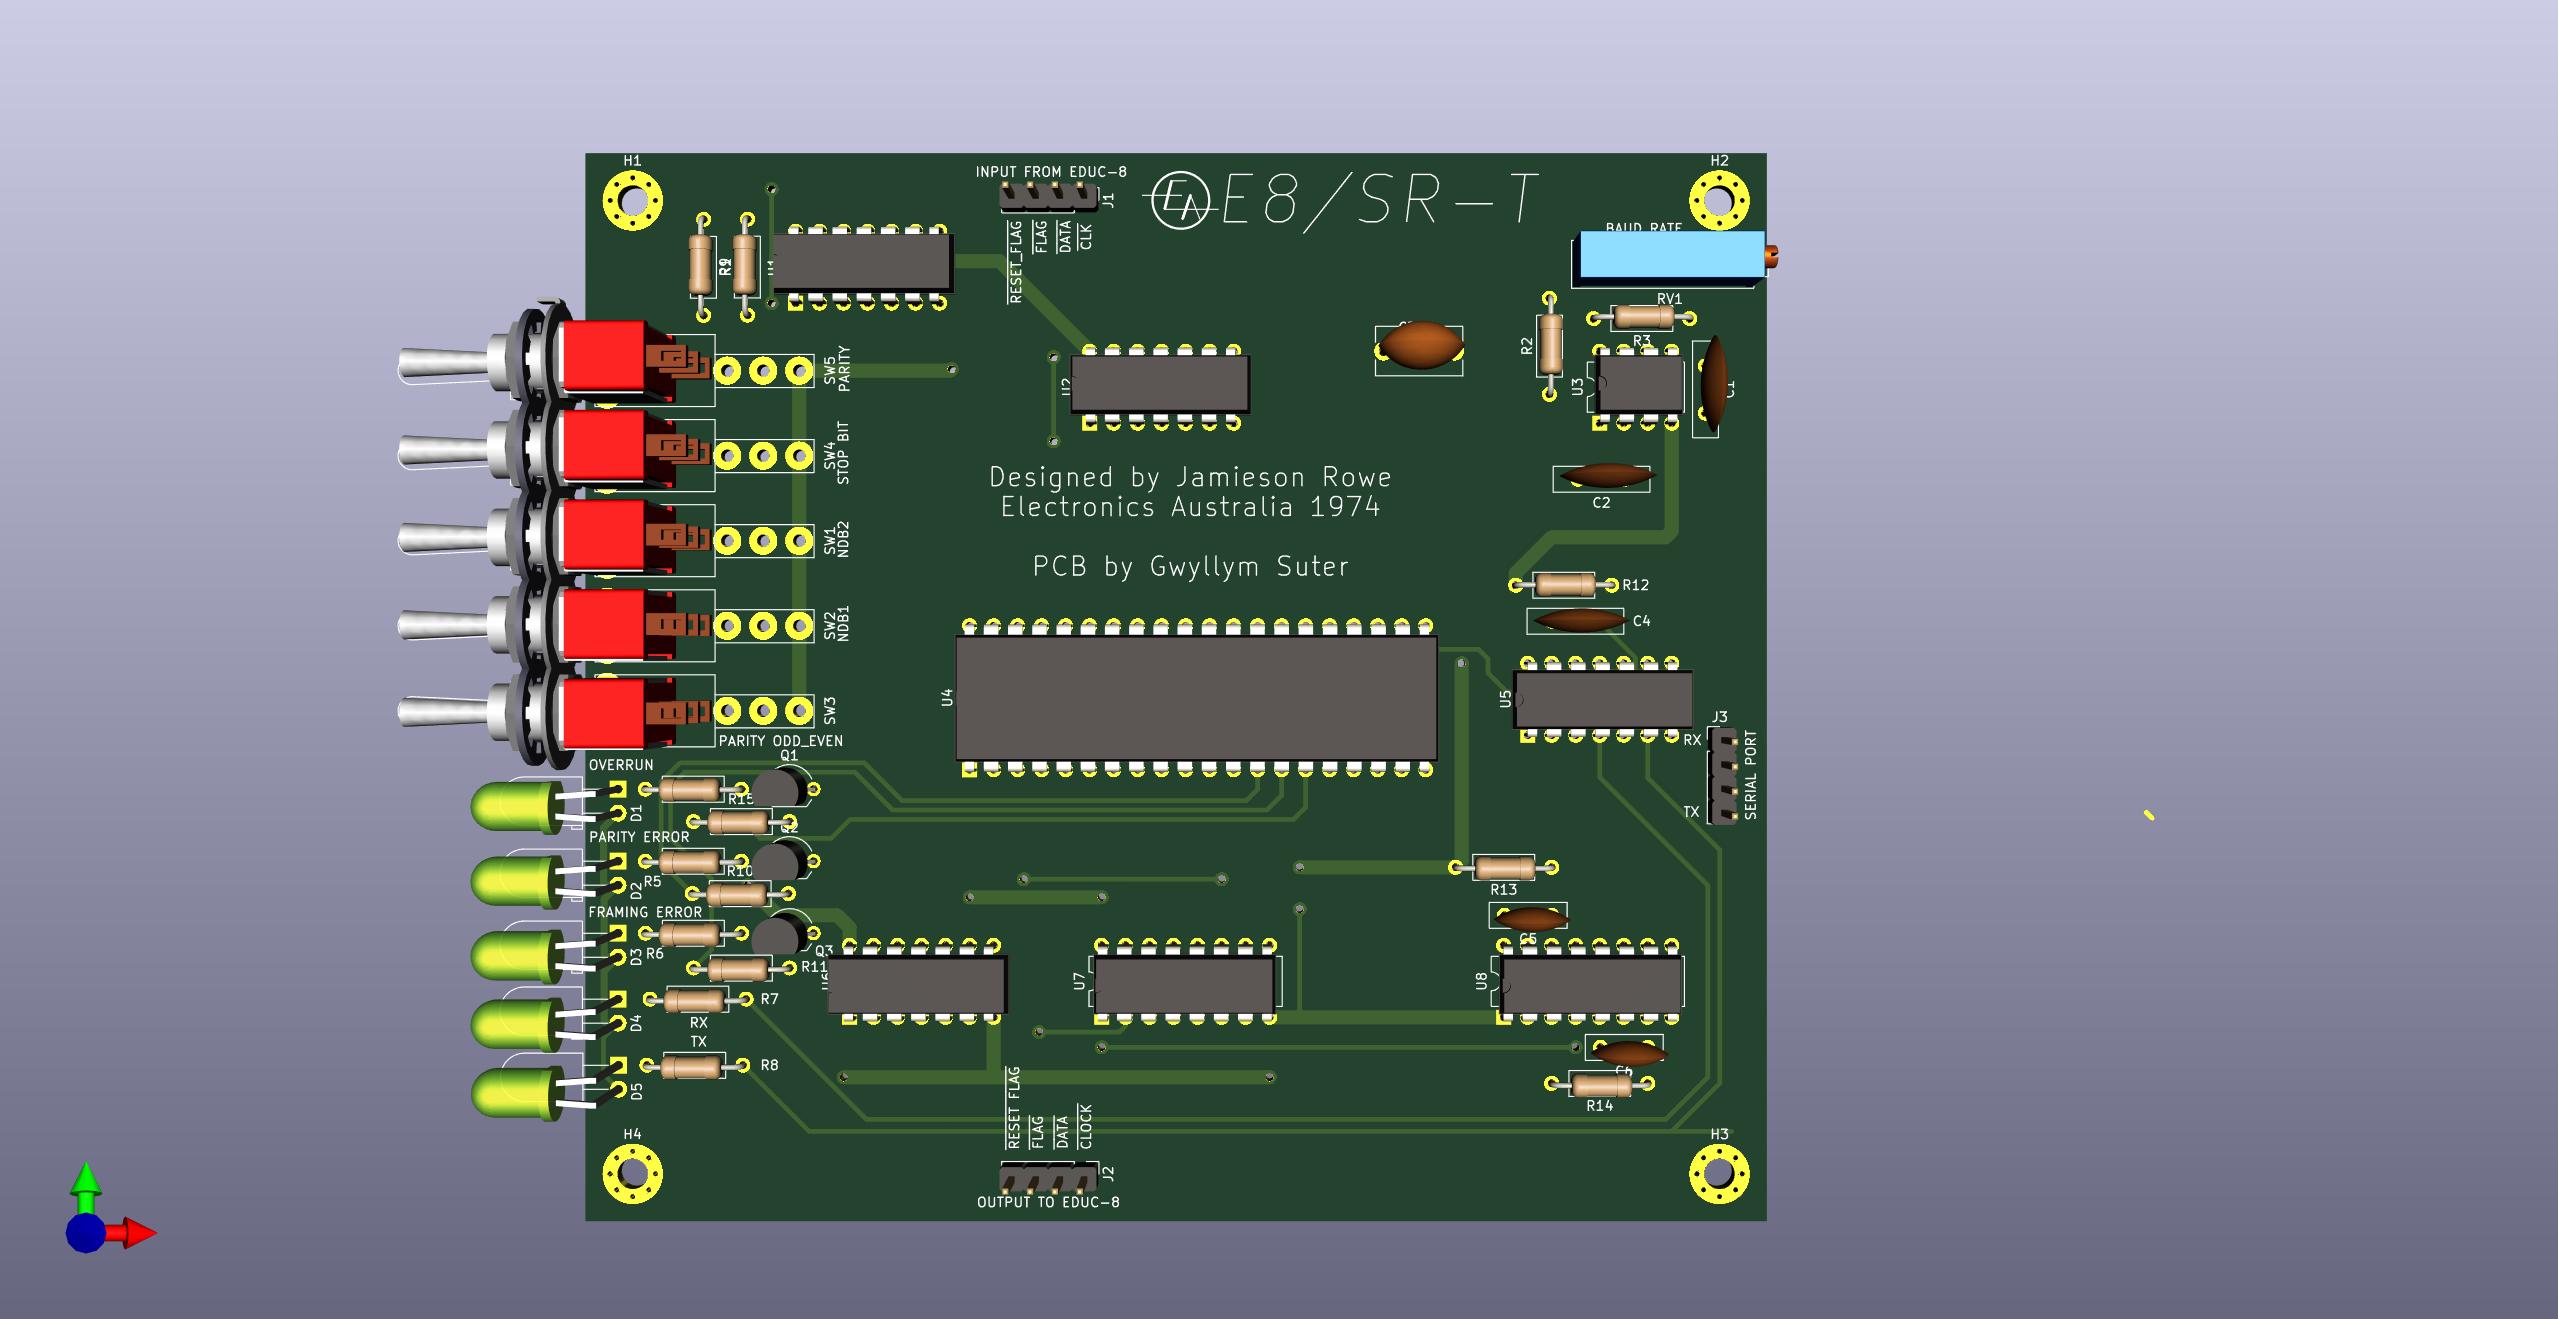 H1
INPUT FROM EDUC-8
H2
J1
EA
E8/SR-T
RESET_FLAG
FLAG
DATA
CLK
BAUD RATE
RV1
R2
R3
U1
U2
U3
C1
SW5
PARITY
SW4
STOP BIT
C2
Designed by Jamieson Rowe
Electronics Australia 1974
SW1
NDB2
PCB by Gwyllym Suter
R12
SW2
NDB1
C4
U4
U5
SW3
J3
RX
SERIAL PORT
TX
PARITY ODD_EVEN
Q1
OVERRUN
R15
D1
Q2
PARITY ERROR
R10
R5
D2
R13
FRAMING ERROR
C5
Q3
R6
D3
R11
U6
U7
U8
R7
RX
D4
TX
R8
D5
C6
R14
RESET FLAG
FLAG
DATA
CLOCK
H4
H3
J2
OUTPUT TO EDUC-8